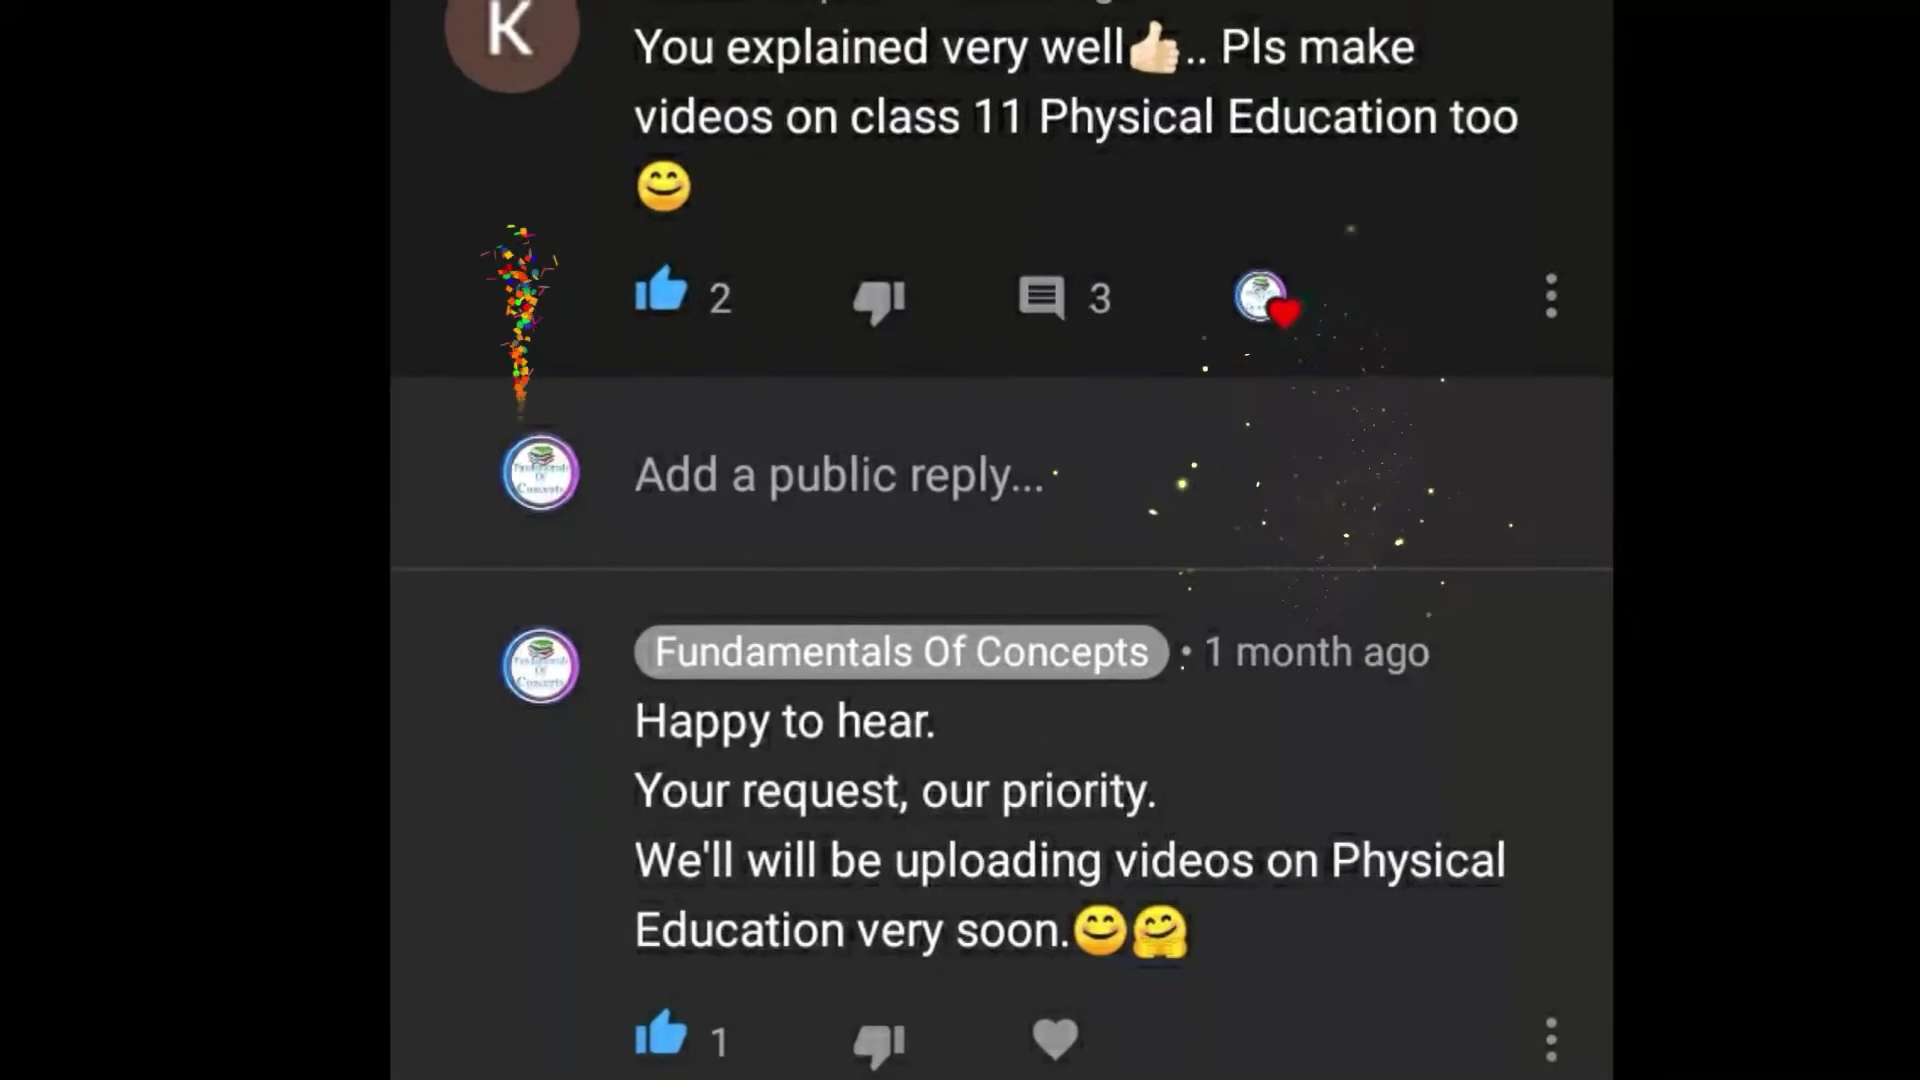 K
You explained very well👍🏻.. Pls make
videos on class 11 Physical Education too
😊
2
3
Add a public reply...
Fundamentals Of Concepts • 1 month ago
Happy to hear.
Your request, our priority.
We'll will be uploading videos on Physical
Education very soon.😊🤗
1